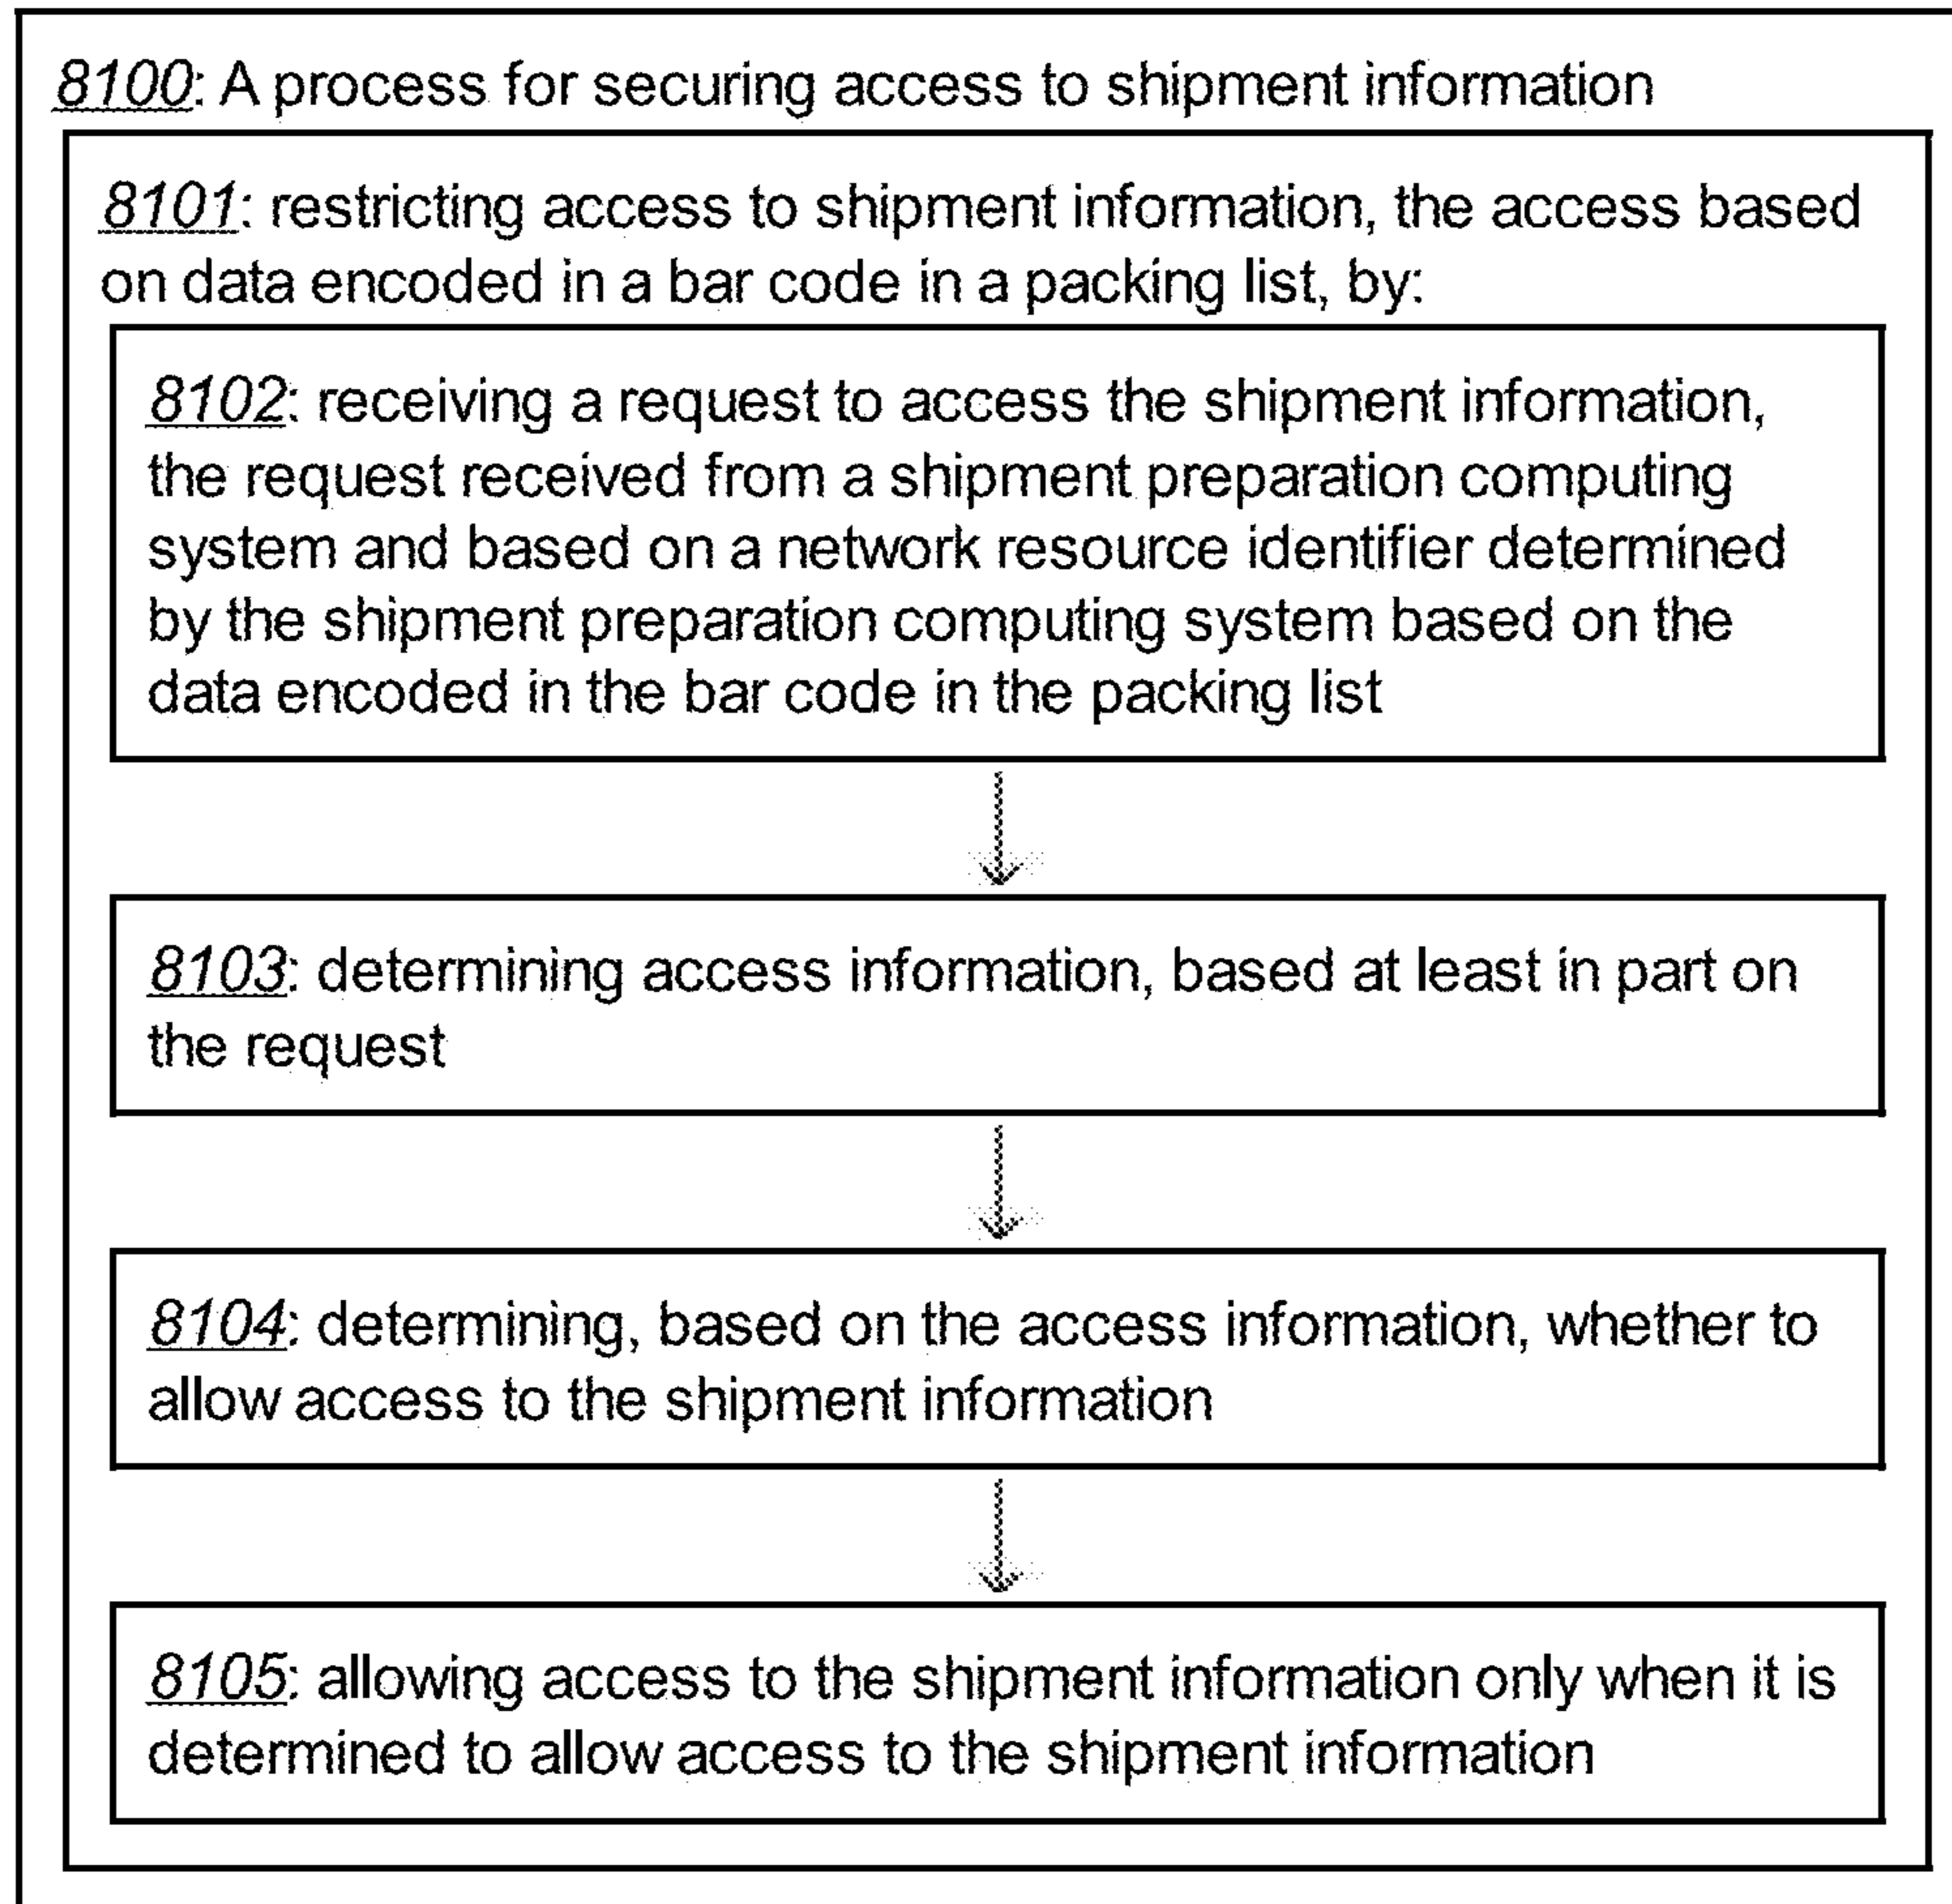 8100: A process for securing access to shipment information
8101: restricting access to shipment information, the access based
on data encoded in a bar code in a packing list, by:
8102: receiving a request to access the shipment information,
the request received from a shipment preparation computing
system and based on a network resource identifier determined
by the shipment preparation computing system based on the
data encoded in the bar code in the packing list
8103: determining access information, based at least in part on
the request
8104: determining, based on the access information, whether to
allow access to the shipment information
8105: allowing access to the shipment information only when it is
determined to allow access to the shipment information